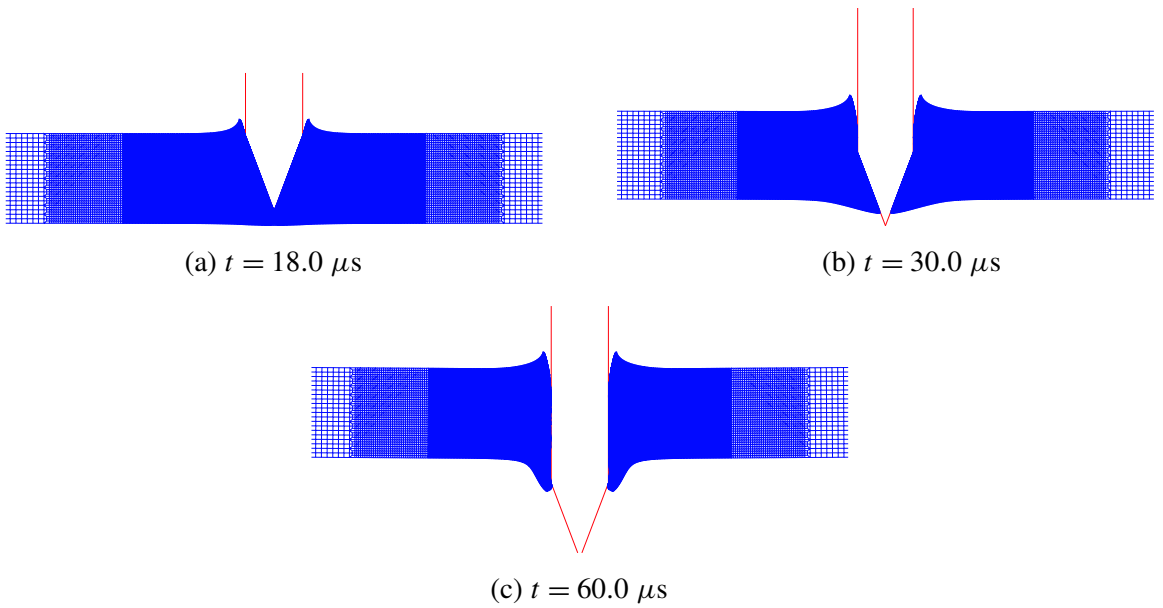 (a) t = 18.0 μs
(b) t = 30.0 μs
(c) t = 60.0 μs